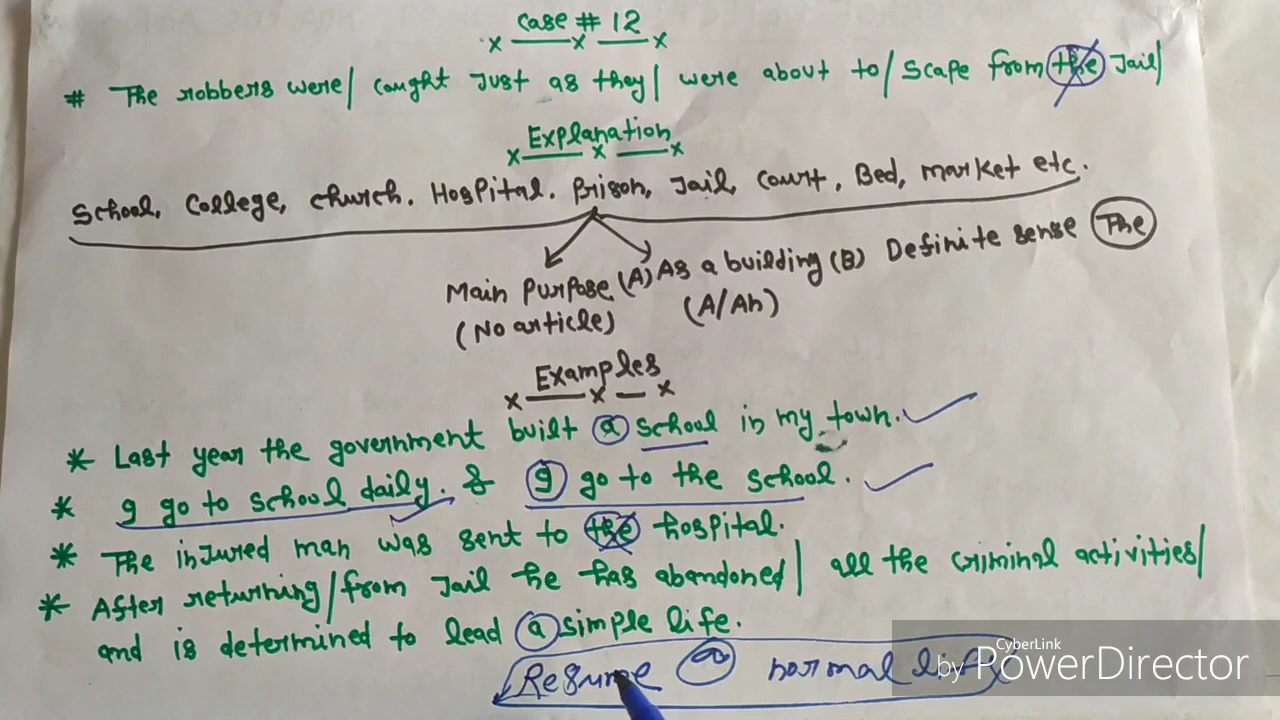 Case # 12
# The robbers were/ caught Just as they/ were about to/ Scape from the Jail/
Explanation
School, College, Church. Hospital. Prison, Jail, Court, Bed, market etc.
Main Purpose (A) As a building (B) Definite sense The
(No article) (A/An)
Examples
* Last year the government built a school in my town.
* I go to school daily. & I go to the school.
* The injured man was sent to the hospital.
* After returning/from Jail he has abandoned/ all the criminal activities/
and is determined to lead a simple life.
Resume a normal life
CyberLink
by PowerDirector